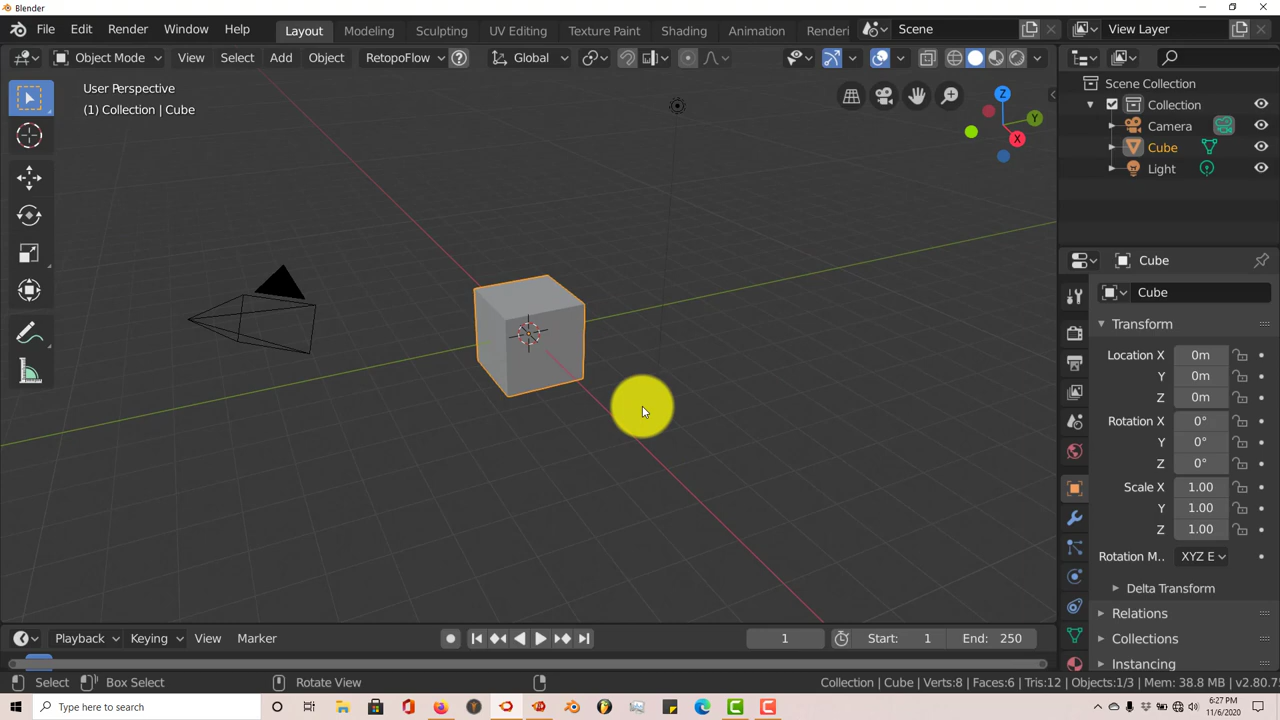 Blender
File Edit Render Window Help Layout Modeling Sculpting UV Editing Texture Paint Shading Animation Renderi Scene View Layer
Object Mode View Select Add Object RetopoFlow ? Global
User Perspective
(1) Collection | Cube
Z
Y
X
Scene Collection
Collection
Camera
Cube
Light
Cube
Cube
Transform
Location X 0m
Y 0m
Z 0m
Rotation X 0°
Y 0°
Z 0°
Scale X 1.00
Y 1.00
Z 1.00
Rotation M.. XYZ E
Delta Transform
Relations
Collections
Instancing
Playback Keying View Marker 1 Start: 1 End: 250
Select Box Select Rotate View Collection | Cube | Verts:8 | Faces:6 | Tris:12 | Objects:1/3 | Mem: 38.8 MB | v2.80.75
Type here to search
6:27 PM
11/6/2020